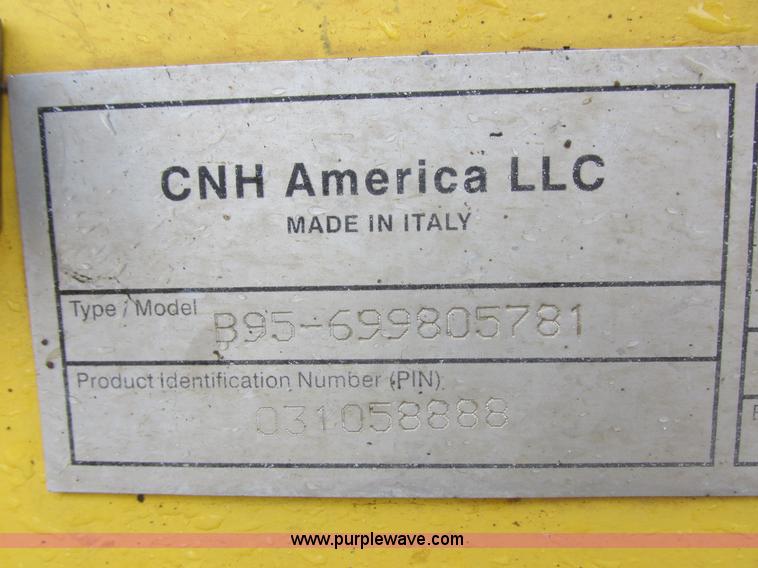 CNH America LLC
MADE IN ITALY
Type / Model B95-699805781
Product Identification Number (PIN)
031058888
www.purplewave.com